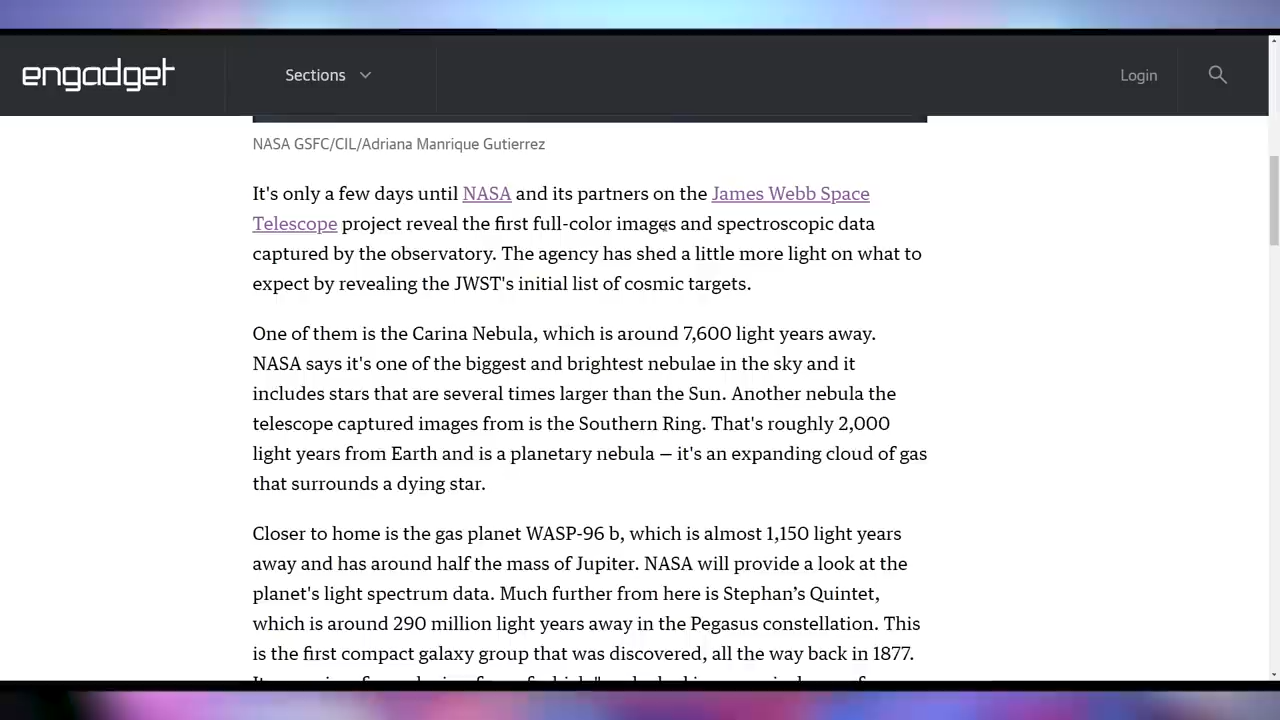 engadget
Sections
Login
NASA GSFC/CIL/Adriana Manrique Gutierrez
It's only a few days until NASA and its partners on the James Webb Space
Telescope project reveal the first full-color images and spectroscopic data
captured by the observatory. The agency has shed a little more light on what to
expect by revealing the JWST's initial list of cosmic targets.
One of them is the Carina Nebula, which is around 7,600 light years away.
NASA says it's one of the biggest and brightest nebulae in the sky and it
includes stars that are several times larger than the Sun. Another nebula the
telescope captured images from is the Southern Ring. That's roughly 2,000
light years from Earth and is a planetary nebula — it's an expanding cloud of gas
that surrounds a dying star.
Closer to home is the gas planet WASP-96 b, which is almost 1,150 light years
away and has around half the mass of Jupiter. NASA will provide a look at the
planet's light spectrum data. Much further from here is Stephan’s Quintet,
which is around 290 million light years away in the Pegasus constellation. This
is the first compact galaxy group that was discovered, all the way back in 1877.